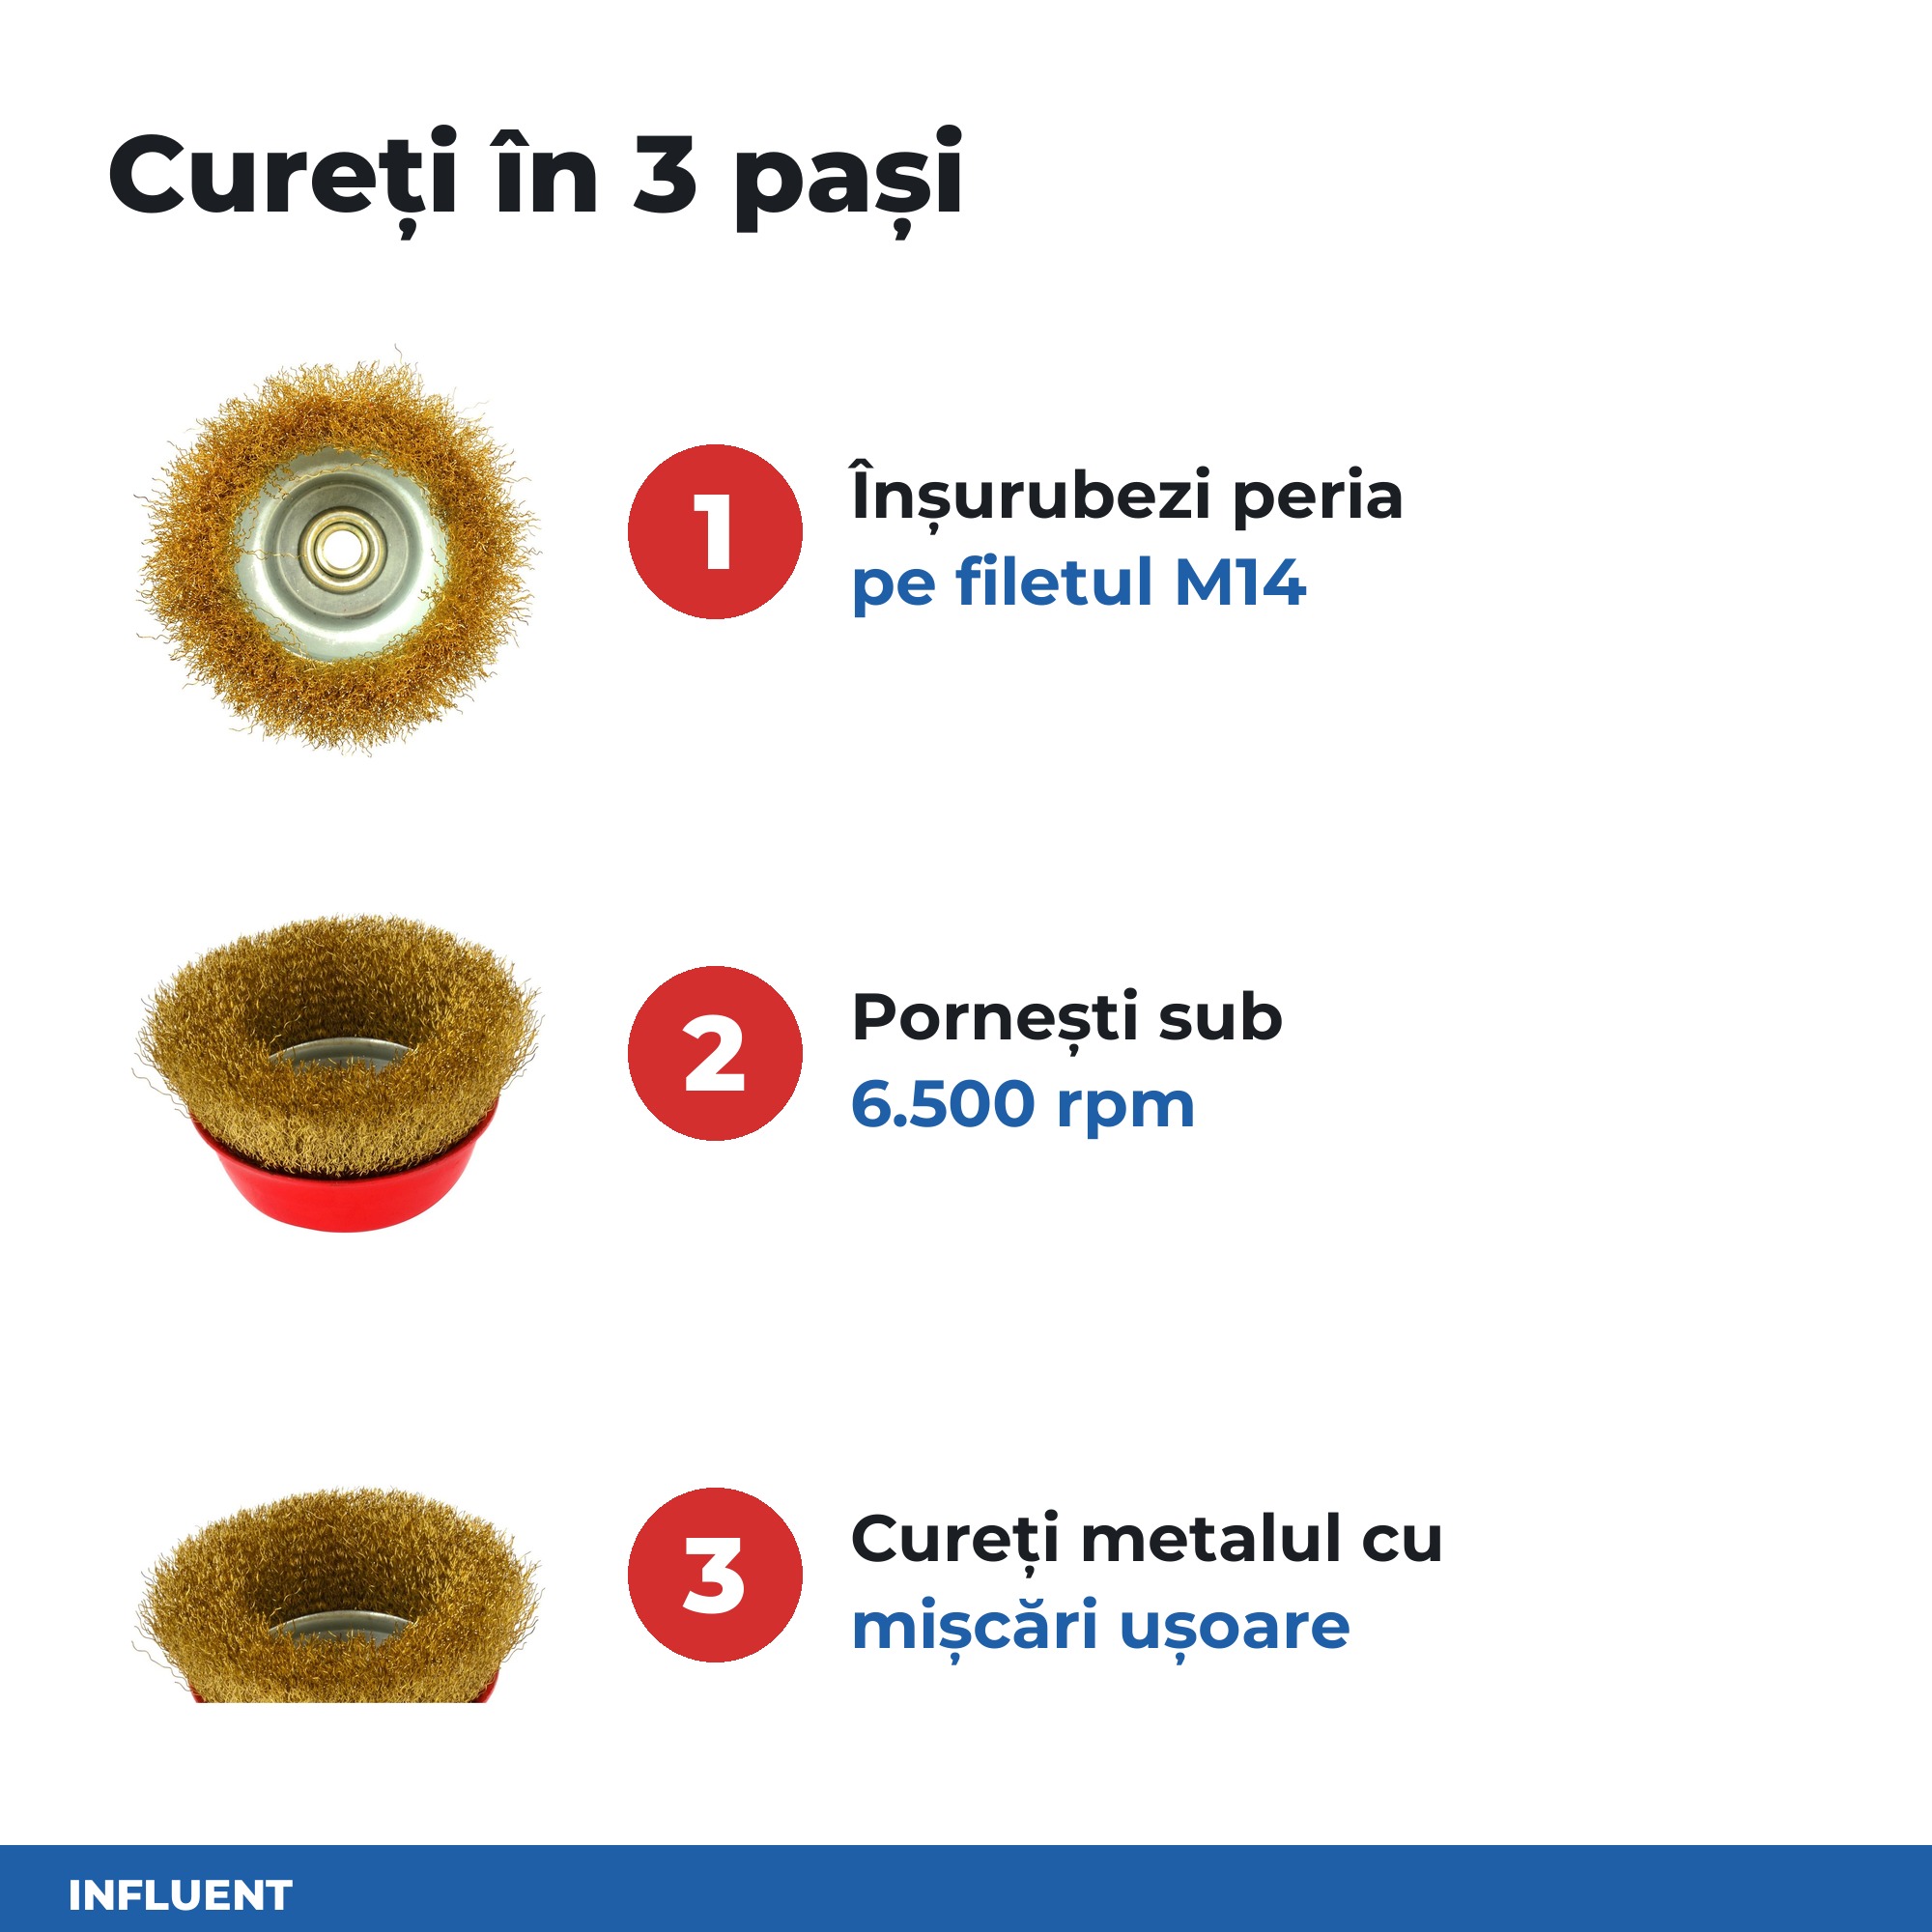 Cureți în 3 pași
1
Înșurubezi peria
pe filetul M14
2
Pornești sub
6.500 rpm
3
Cureți metalul cu
mișcări ușoare
INFLUENT